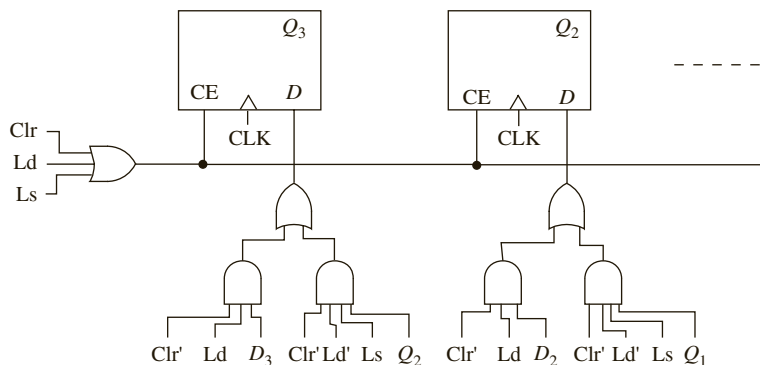 Q3 Q2
CE D CE D
CLK CLK
Clr
Ld
Ls
Clr' Ld D3 Clr' Ld' Ls Q2 Clr' Ld D2 Clr' Ld' Ls Q1